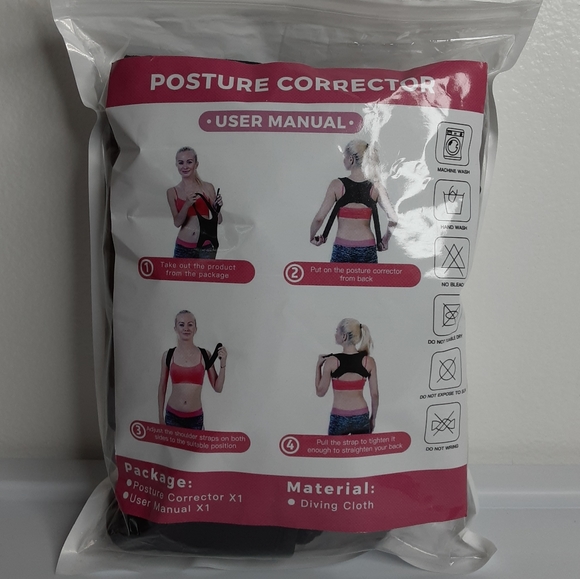 POSTURE CORRECTOR
• USER MANUAL •
MACHINE WASH
HAND WASH
1 Take out the product
from the package
2 Put on the posture corrector
from back
NO BLEAC
DO NOT
DRY
DO NOT EXPOSE TO
DO NOT WRING
3 Adjust the shoulder straps on both
sides to the suitable position
4 Pull the strap to tighten it
enough to straighten your back
Package:
• Posture Corrector X1
• User Manual X1
Material:
• Diving Cloth